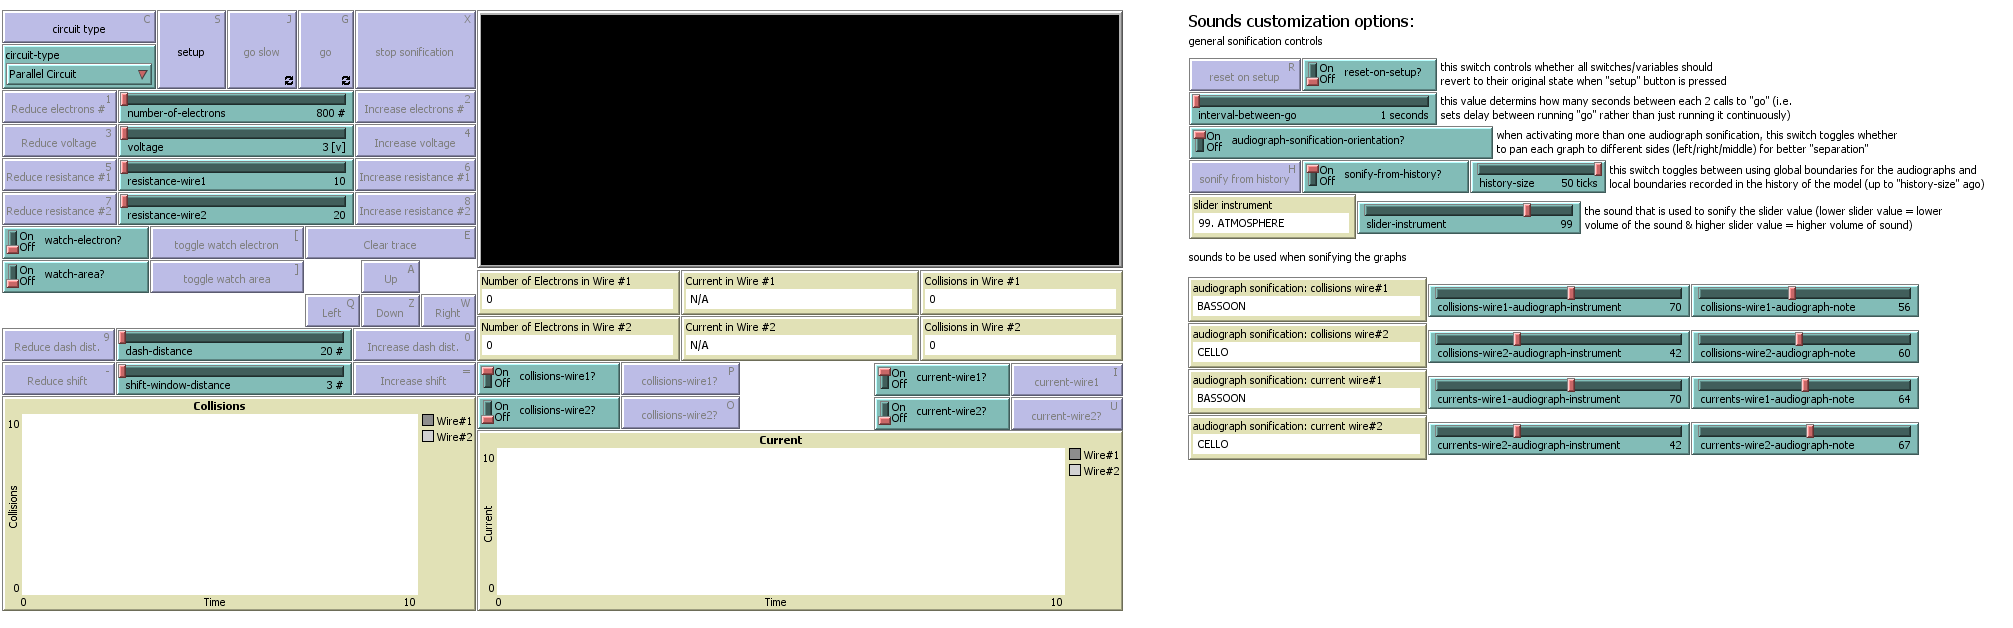 C
circuit type
circuit-type
Parallel Circuit
S
setup
J
go slow
G
go
X
stop sonification
1
Reduce electrons #
number-of-electrons 800 #
2
Increase electrons #
3
Reduce voltage
voltage 3 [v]
4
Increase voltage
5
Reduce resistance #1
resistance-wire1 10
6
Increase resistance #1
7
Reduce resistance #2
resistance-wire2 20
8
Increase resistance #2
On
Off
watch-electron?
[
toggle watch electron
E
Clear trace
On
Off
watch-area?
]
toggle watch area
A
Up
Q
Left
Z
Down
W
Right
9
Reduce dash dist.
dash-distance 20 #
0
Increase dash dist.
-
Reduce shift
shift-window-distance 3 #
=
Increase shift
Collisions
10
Collisions
0
0 Time 10
Wire#1
Wire#2
Number of Electrons in Wire #1
0
Current in Wire #1
N/A
Collisions in Wire #1
0
Number of Electrons in Wire #2
0
Current in Wire #2
N/A
Collisions in Wire #2
0
On
Off
collisions-wire1?
P
collisions-wire1?
On
Off
current-wire1?
I
current-wire1
On
Off
collisions-wire2?
O
collisions-wire2?
On
Off
current-wire2?
U
current-wire2?
Current
10
Current
0
0 Time 10
Wire#1
Wire#2
Sounds customization options:
general sonification controls
R
reset on setup
On
Off
reset-on-setup?
this switch controls whether all switches/variables should
revert to their original state when "setup" button is pressed
interval-between-go 1 seconds
this value determins how many seconds between each 2 calls to "go" (i.e.
sets delay between running "go" rather than just running it continuously)
On
Off
audiograph-sonification-orientation?
when activating more than one audiograph sonification, this switch toggles whether
to pan each graph to different sides (left/right/middle) for better "separation"
H
sonify from history
On
Off
sonify-from-history?
history-size 50 ticks
this switch toggles between using global boundaries for the audiographs and
local boundaries recorded in the history of the model (up to "history-size" ago)
slider instrument
99. ATMOSPHERE
slider-instrument 99
the sound that is used to sonify the slider value (lower slider value = lower
volume of the sound & higher slider value = higher volume of sound)
sounds to be used when sonifying the graphs
audiograph sonification: collisions wire#1
BASSOON
collisions-wire1-audiograph-instrument 70
collisions-wire1-audiograph-note 56
audiograph sonification: collisions wire#2
CELLO
collisions-wire2-audiograph-instrument 42
collisions-wire2-audiograph-note 60
audiograph sonification: current wire#1
BASSOON
currents-wire1-audiograph-instrument 70
currents-wire1-audiograph-note 64
audiograph sonification: current wire#2
CELLO
currents-wire2-audiograph-instrument 42
currents-wire2-audiograph-note 67